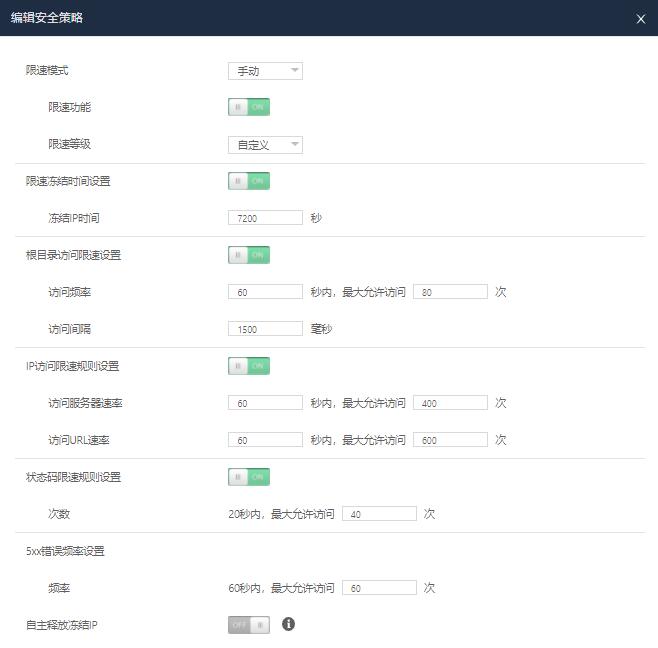 编辑安全策略
限速模式 手动
限速功能 ON
限速等级 自定义
限速冻结时间设置 ON
冻结IP时间 7200 秒
根目录访问限速设置 ON
访问频率 60 秒内，最大允许访问 80 次
访问间隔 1500 毫秒
IP访问限速规则设置 ON
访问服务器速率 60 秒内，最大允许访问 400 次
访问URL速率 60 秒内，最大允许访问 600 次
状态码限速规则设置 ON
次数 20秒内，最大允许访问 40 次
5xx错误频率设置
频率 60秒内，最大允许访问 60 次
自主释放冻结IP OFF